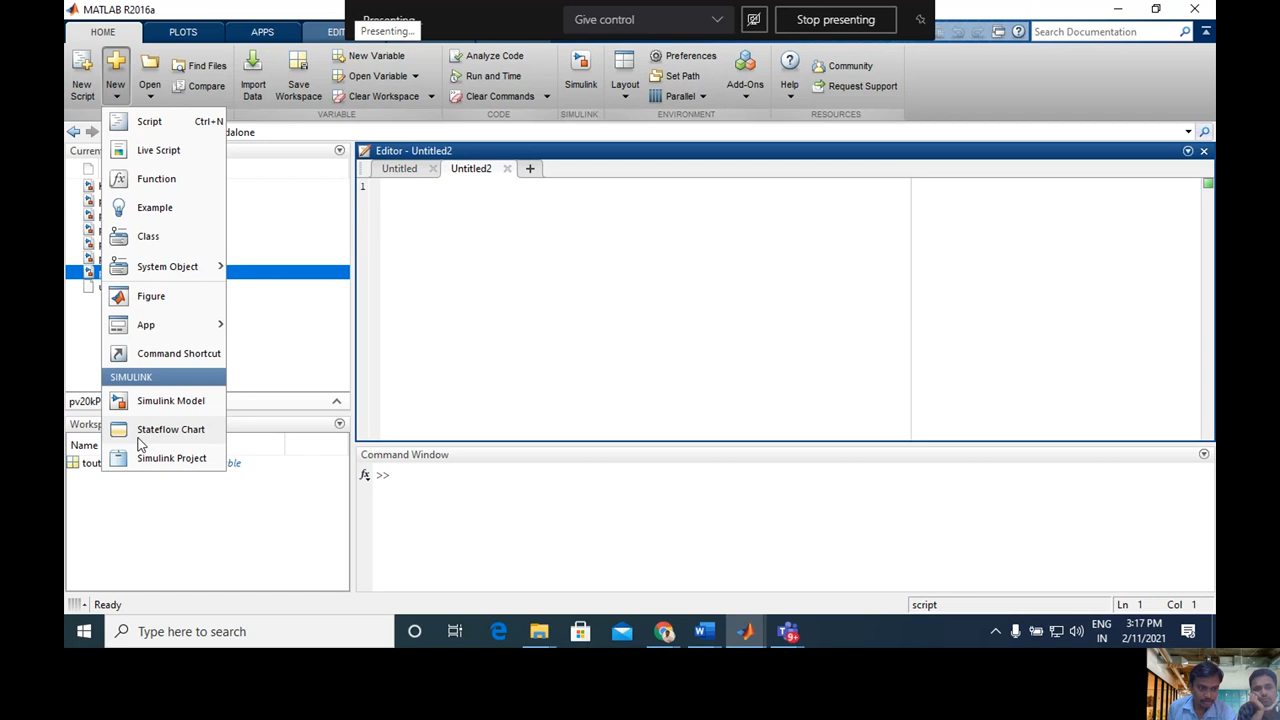 MATLAB R2016a
Presenting
Give control
Stop presenting
Presenting...
HOME
PLOTS
APPS
Search Documentation
New Script
New
Open
Find Files
Compare
Import Data
Save Workspace
New Variable
Open Variable
Clear Workspace
Analyze Code
Run and Time
Clear Commands
Simulink
Layout
Preferences
Set Path
Parallel
Add-Ons
Help
Community
Request Support
VARIABLE
CODE
SIMULINK
ENVIRONMENT
RESOURCES
Script Ctrl+N
Live Script
Function
Example
Class
System Object
Figure
App
Command Shortcut
SIMULINK
Simulink Model
Stateflow Chart
Simulink Project
Editor - Untitled2
Untitled
Untitled2
+
1
Name
Command Window
fx >>
Ready
script
Ln 1
Col 1
Type here to search
9+
ENG
IN
3:17 PM
2/11/2021